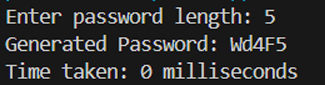 Enter password length: 5
Generated Password: Wd4F5
Time taken: 0 milliseconds